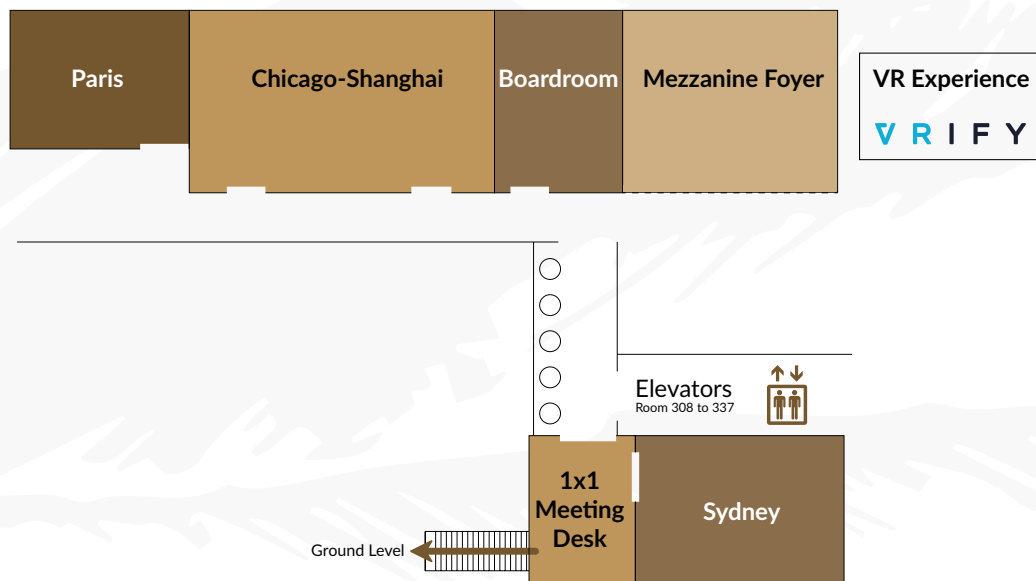 Paris
Chicago-Shanghai
Boardroom
Mezzanine Foyer
VR Experience
VRIFY
Elevators
Room 308 to 337
1x1
Meeting
Desk
Sydney
Ground Level